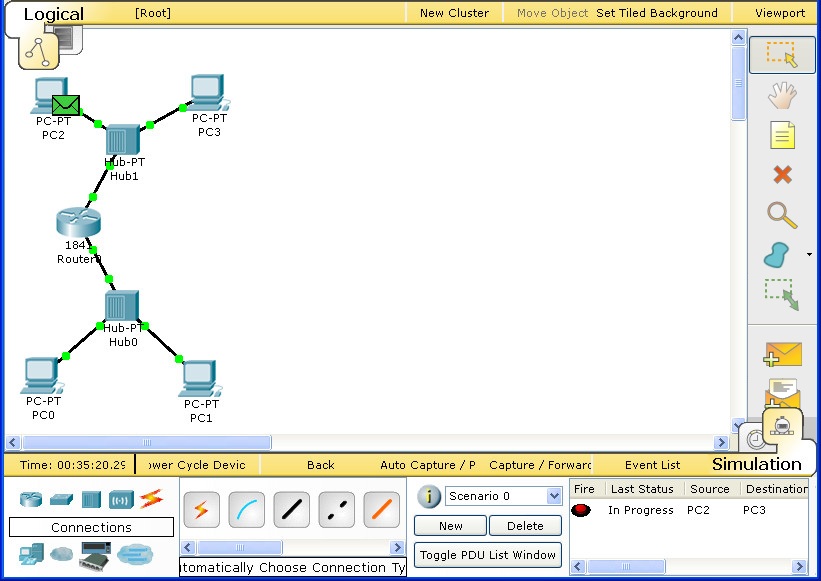 Logical [Root] New Cluster Move Object Set Tiled Background Viewport
PC-PT
PC2
PC-PT
PC3
Hub-PT
Hub1
1841
Router0
Hub-PT
Hub0
PC-PT
PC0
PC-PT
PC1
Time: 00:35:20.29 ower Cycle Devic Back Auto Capture / P Capture / Forward Event List Simulation
Connections
utomatically Choose Connection Ty
Scenario 0
New Delete
Toggle PDU List Window
Fire Last Status Source Destination
In Progress PC2 PC3